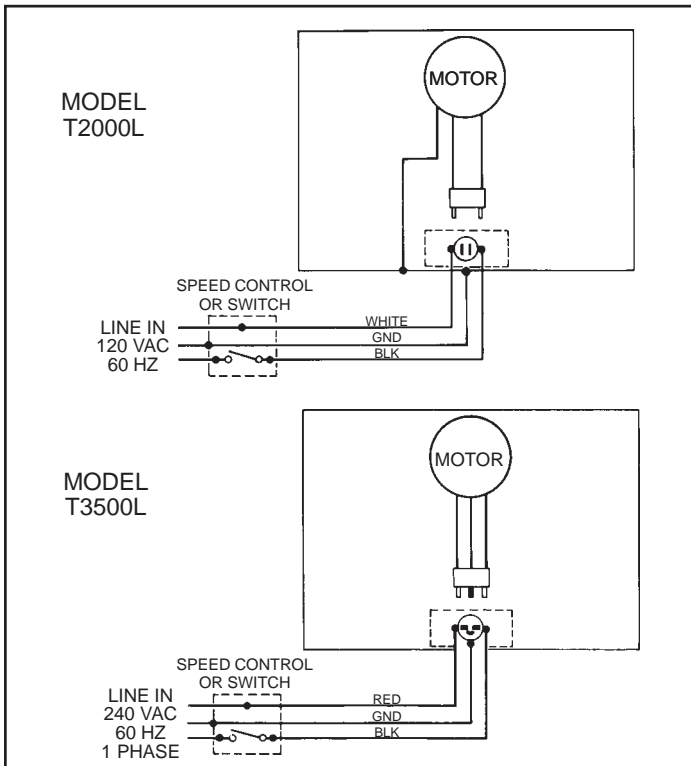 MOTOR
MODEL
T2000L
SPEED CONTROL
OR SWITCH
LINE IN
120 VAC
60 HZ
WHITE
GND
BLK
MOTOR
MODEL
T3500L
SPEED CONTROL
OR SWITCH
LINE IN
240 VAC
60 HZ
1 PHASE
RED
GND
BLK